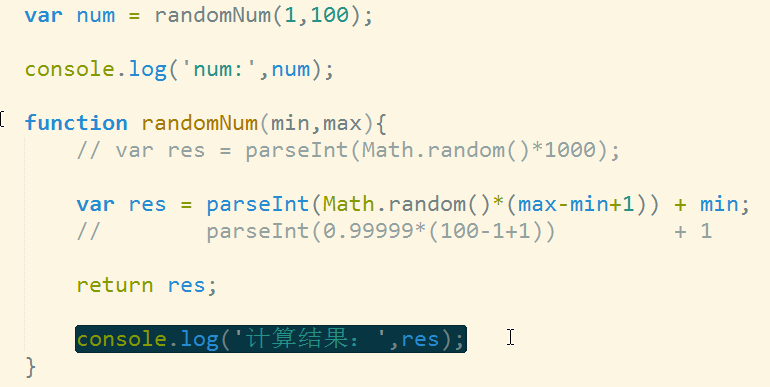 var num = randomNum(1,100);
console.log('num:',num);
function randomNum(min,max){
// var res = parseInt(Math.random()*1000);
var res = parseInt(Math.random()*(max-min+1)) + min;
// parseInt(0.99999*(100-1+1)) + 1
return res;
console.log('计算结果：',res);
}